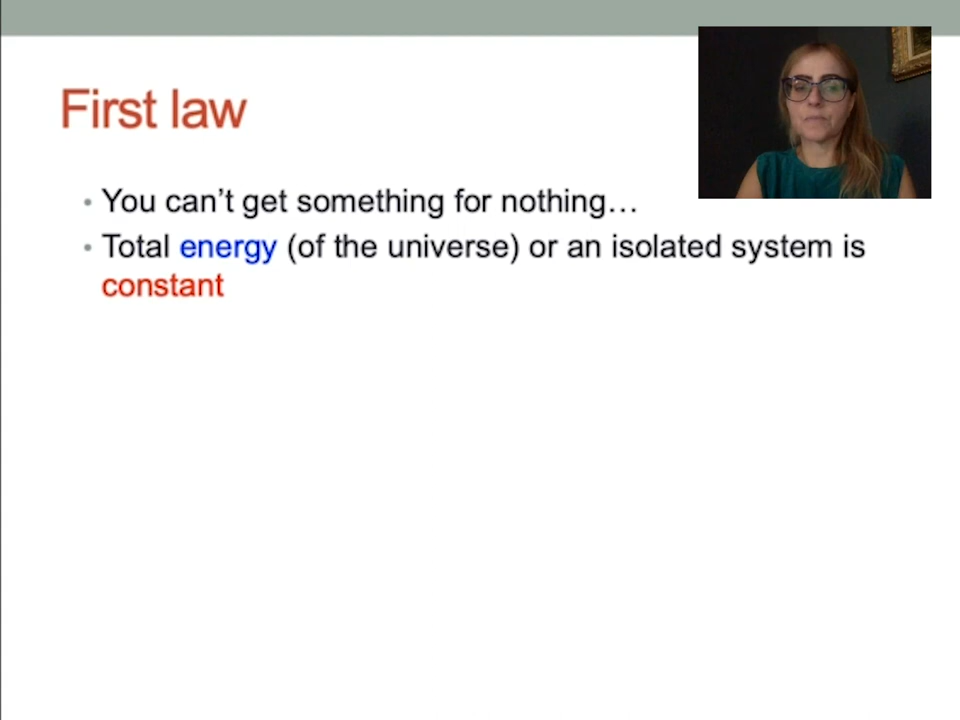 First law
• You can’t get something for nothing…
• Total energy (of the universe) or an isolated system is
constant